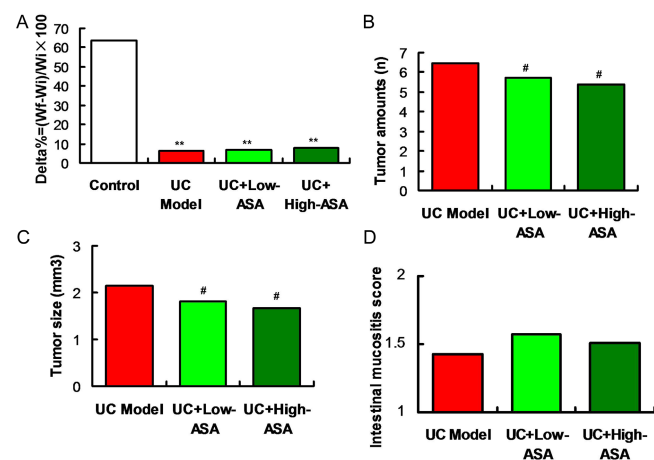 A
Delta%=(Wf-Wi)/Wi×100
70
60
50
40
30
20
10
0
**
**
**
Control
UC
Model
UC+Low-
ASA
UC+
High-ASA
B
Tumor amounts (n)
7
6
5
4
3
2
1
0
#
#
UC Model
UC+Low-
ASA
UC+High-
ASA
C
Tumor size (mm3)
3
2
1
0
#
#
UC Model
UC+Low-
ASA
UC+High-
ASA
D
Intestinal mucositis score
2
1.5
1
UC Model
UC+Low-
ASA
UC+High-
ASA